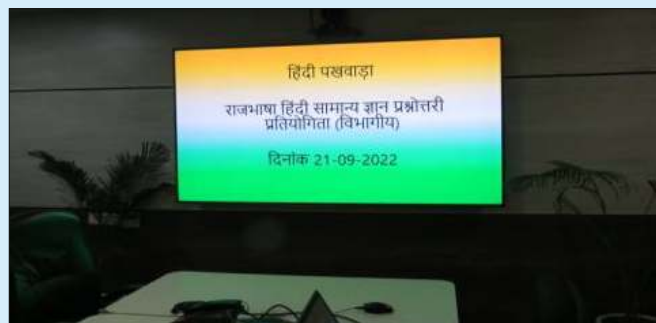 हिंदी पखवाड़ा
राजभाषा हिंदी सामान्य ज्ञान प्रश्नोत्तरी
प्रतियोगिता (विभागीय)
दिनांक 21-09-2022